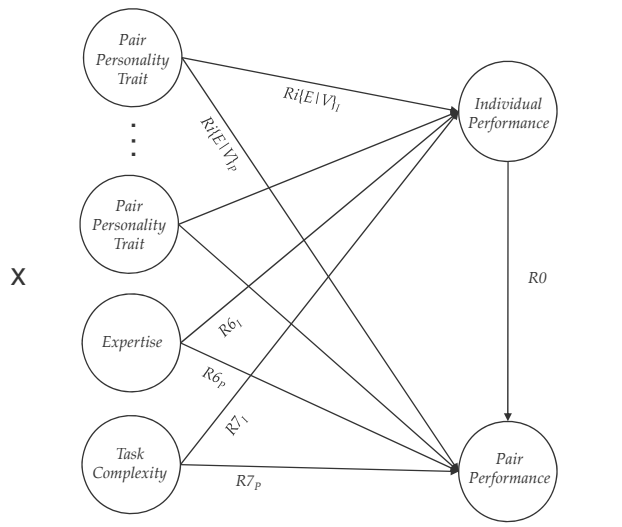 Pair
Personality
Trait
Ri{E|V}I
Individual
Performance
Ri{E|V}P
Pair
Personality
Trait
X
R0
Expertise
R6I
R6P
Task
Complexity
R7I
R7P
Pair
Performance